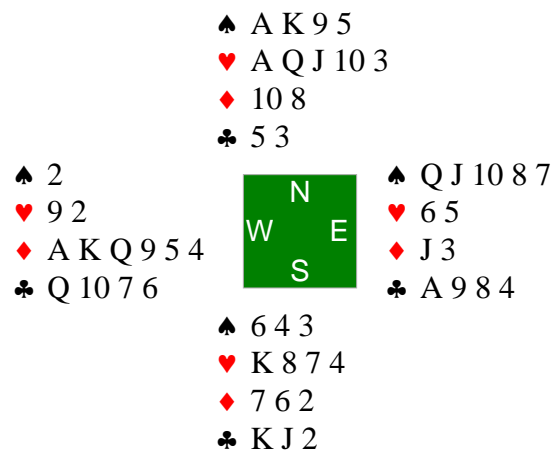 ♠ A K 9 5
♥ A Q J 10 3
♦ 10 8
♣ 5 3
♠ 2
♥ 9 2
♦ A K Q 9 5 4
♣ Q 10 7 6
N
W E
S
♠ Q J 10 8 7
♥ 6 5
♦ J 3
♣ A 9 8 4
♠ 6 4 3
♥ K 8 7 4
♦ 7 6 2
♣ K J 2